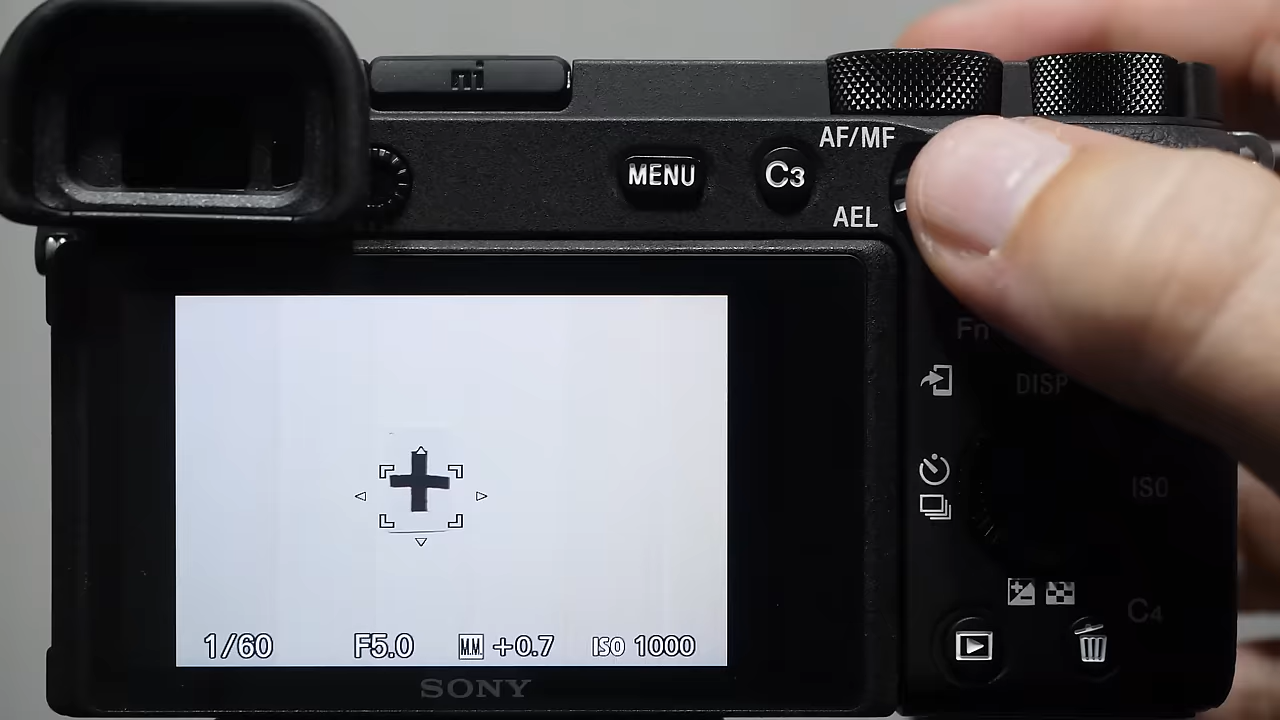 AF/MF
MENU
C3
AEL
Fn
DISP
ISO
1/60
F5.0
M.M. +0.7
ISO 1000
C4
SONY